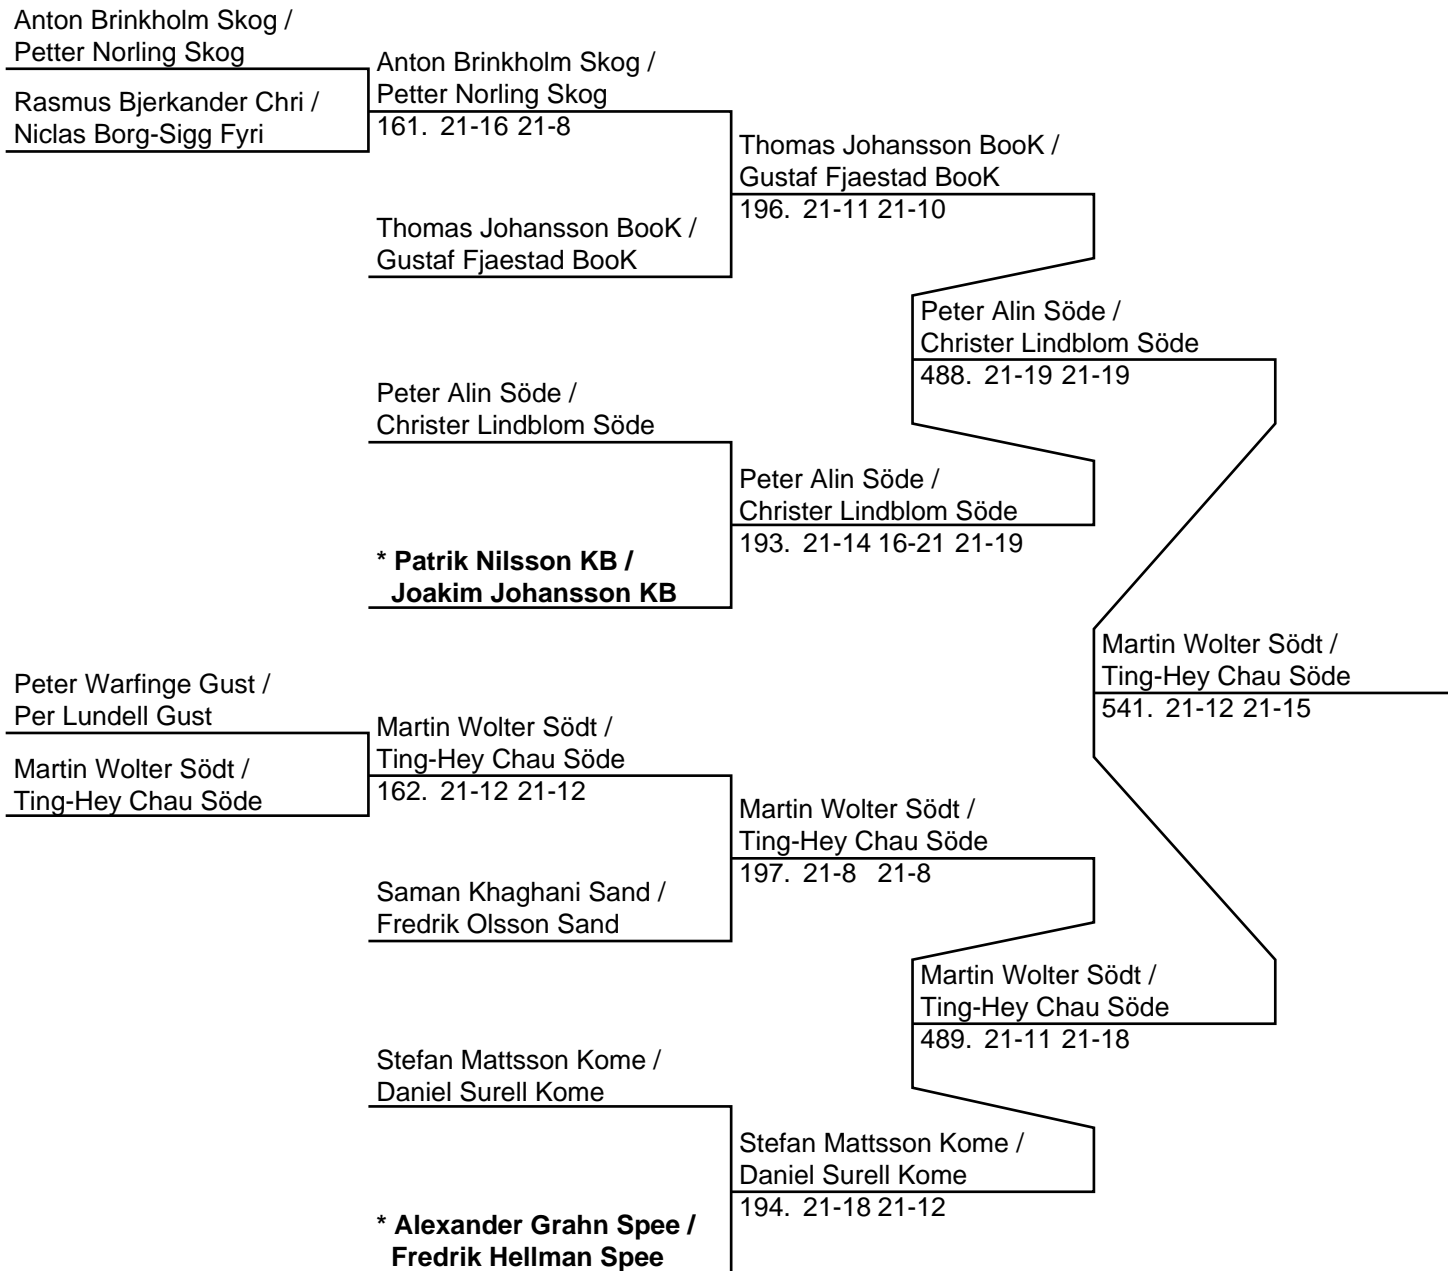 Anton Brinkholm Skog /
Petter Norling Skog
Rasmus Bjerkander Chri /
Niclas Borg-Sigg Fyri
Anton Brinkholm Skog /
Petter Norling Skog
161. 21-16 21-8
Thomas Johansson BooK /
Gustaf Fjaestad BooK
Thomas Johansson BooK /
Gustaf Fjaestad BooK
196. 21-11 21-10
Peter Alin Söde /
Christer Lindblom Söde
* Patrik Nilsson KB /
Joakim Johansson KB
Peter Alin Söde /
Christer Lindblom Söde
193. 21-14 16-21 21-19
Peter Alin Söde /
Christer Lindblom Söde
488. 21-19 21-19
Peter Warfinge Gust /
Per Lundell Gust
Martin Wolter Södt /
Ting-Hey Chau Söde
Martin Wolter Södt /
Ting-Hey Chau Söde
162. 21-12 21-12
Saman Khaghani Sand /
Fredrik Olsson Sand
Martin Wolter Södt /
Ting-Hey Chau Söde
197. 21-8 21-8
Stefan Mattsson Kome /
Daniel Surell Kome
* Alexander Grahn Spee /
Fredrik Hellman Spee
Stefan Mattsson Kome /
Daniel Surell Kome
194. 21-18 21-12
Martin Wolter Södt /
Ting-Hey Chau Söde
489. 21-11 21-18
Martin Wolter Södt /
Ting-Hey Chau Söde
541. 21-12 21-15